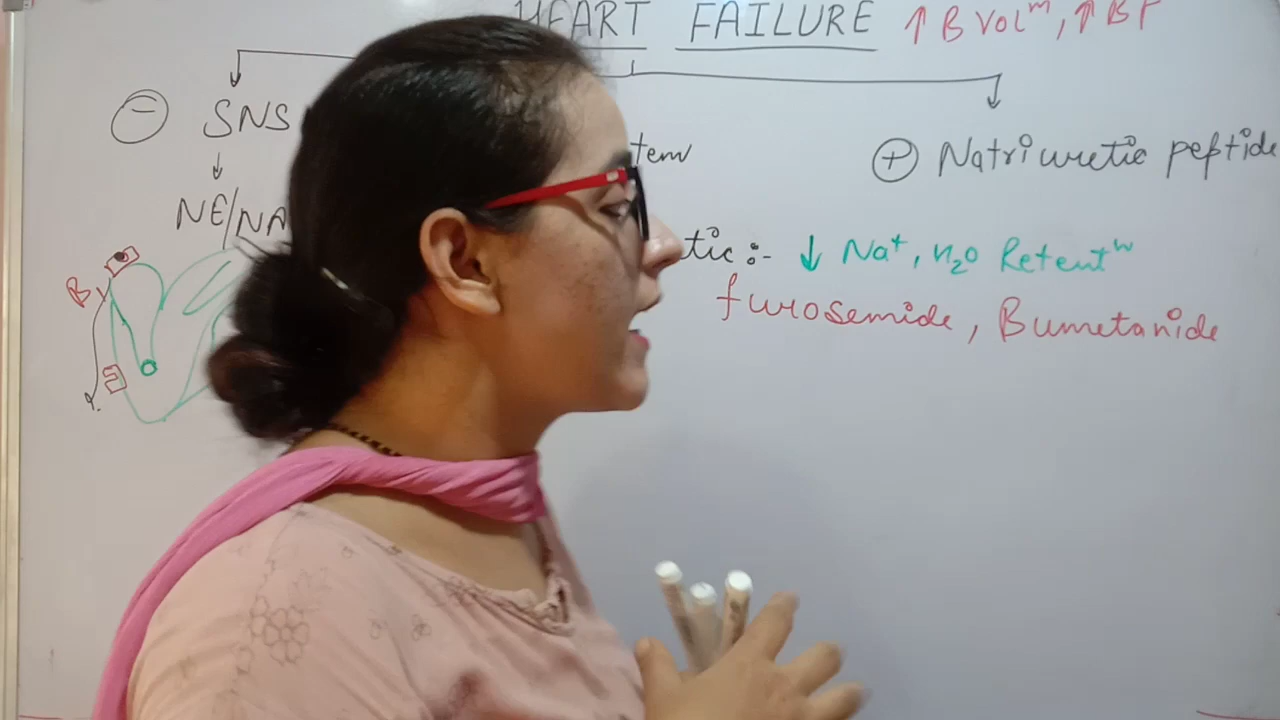 HEART FAILURE ↑ B Volᵐ, ↑ BP
⊖ SNS
tem
⊕ Natriuretic peptide
↓
NE/NA
tic :- ↓ Na⁺, H₂O Retentⁿ
B
furosemide, Bumetanide